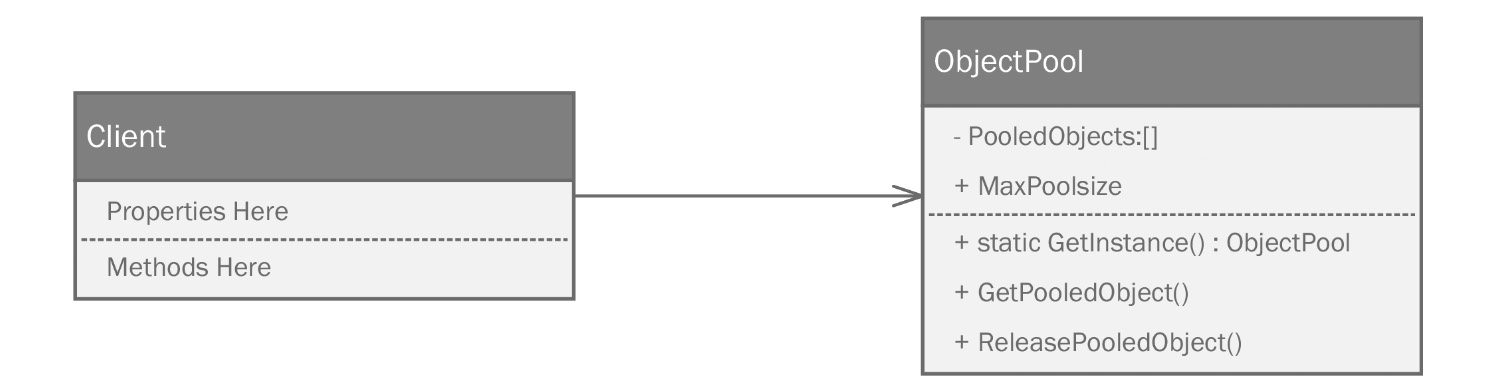 Client
Properties Here
Methods Here
ObjectPool
- PooledObjects:[]
+ MaxPoolsize
+ static GetInstance() : ObjectPool
+ GetPooledObject()
+ ReleasePooledObject()